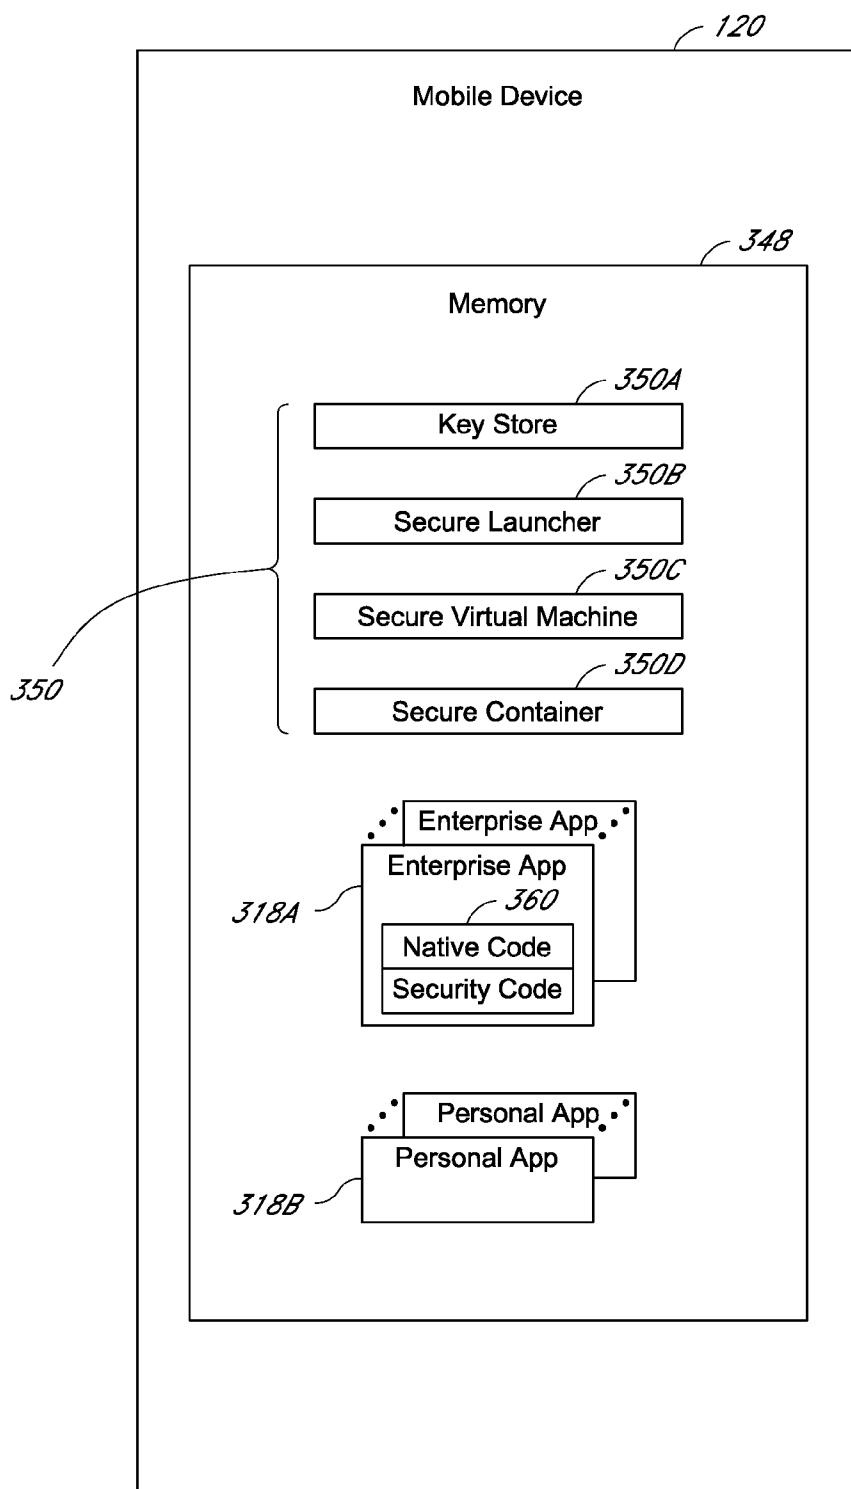 120
Mobile Device
348
Memory
350A
Key Store
350B
Secure Launcher
350C
Secure Virtual Machine
350
350D
Secure Container
Enterprise App
Enterprise App
318A
360
Native Code
Security Code
Personal App
Personal App
318B